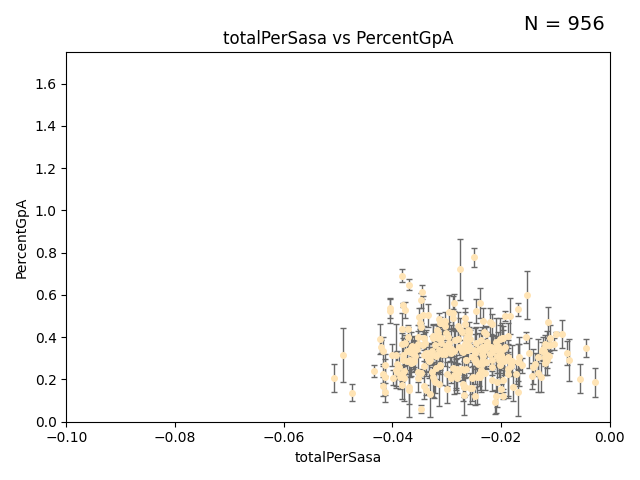 N = 956
totalPerSasa vs PercentGpA
PercentGpA
1.6
1.4
1.2
1.0
0.8
0.6
0.4
0.2
0.0
−0.10 −0.08 −0.06 −0.04 −0.02 0.00
totalPerSasa